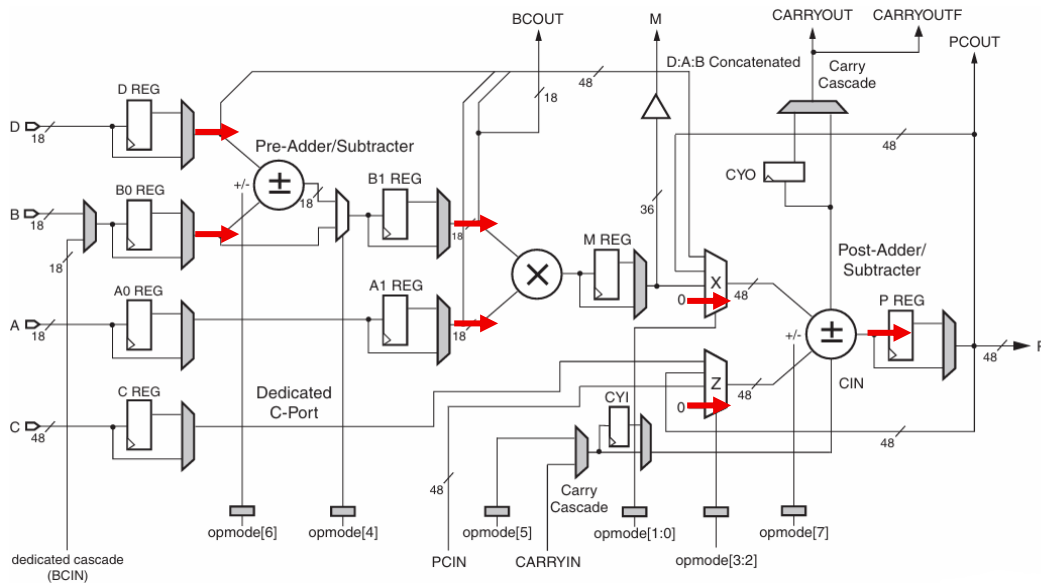 CARRYOUT
CARRYOUTF
BCOUT
M
PCOUT
D:A:B Concatenated
48
Carry
Cascade
18
D REG
D
18
48
Pre-Adder/Subtracter
+/-
±
18
B0 REG
B
18
B1 REG
18
CYO
36
18
M REG
×
Post-Adder/
Subtracter
X
48
0
A0 REG
A1 REG
A
18
18
P REG
+/-
±
P
48
Z
48
CIN
0
C REG
Dedicated
C-Port
C
48
CYI
48
48
Carry
Cascade
opmode[6]
opmode[4]
opmode[5]
opmode[1:0]
opmode[7]
dedicated cascade
(BCIN)
PCIN
CARRYIN
opmode[3:2]